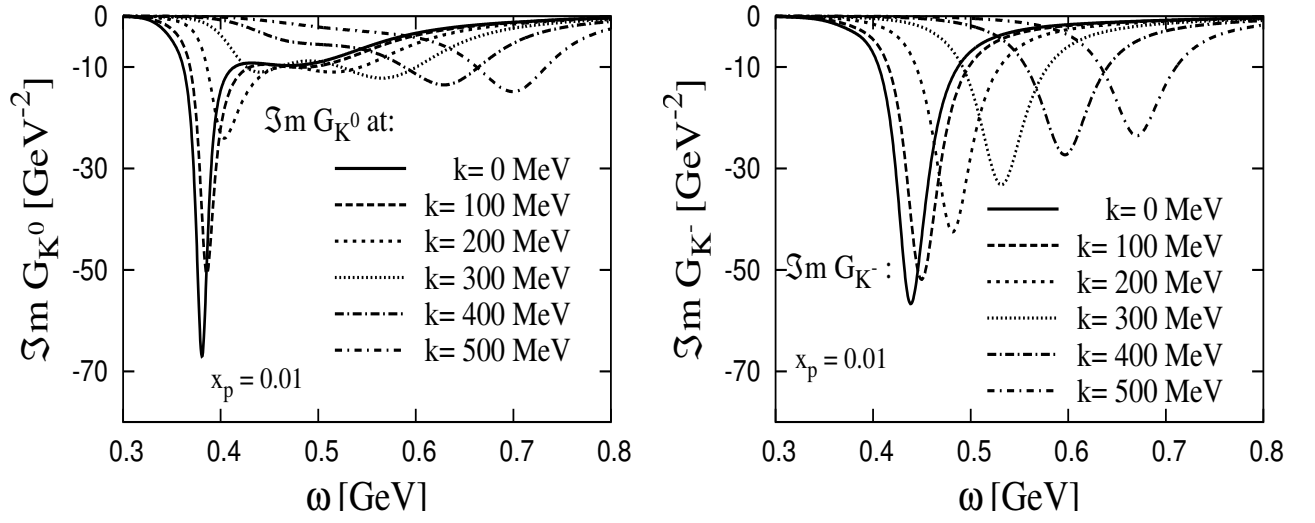 0
-10
-30
-50
-70
ℑm G_K⁰ [GeV⁻²]
ℑm G_K⁰ at:
k= 0 MeV
k= 100 MeV
k= 200 MeV
k= 300 MeV
k= 400 MeV
k= 500 MeV
x_p = 0.01
0.3 0.4 0.5 0.6 0.7 0.8
ω [GeV]
0
-10
-30
-50
-70
ℑm G_K⁻ [GeV⁻²]
k= 0 MeV
k= 100 MeV
ℑm G_K⁻ :
k= 200 MeV
k= 300 MeV
k= 400 MeV
x_p = 0.01
k= 500 MeV
0.3 0.4 0.5 0.6 0.7 0.8
ω [GeV]